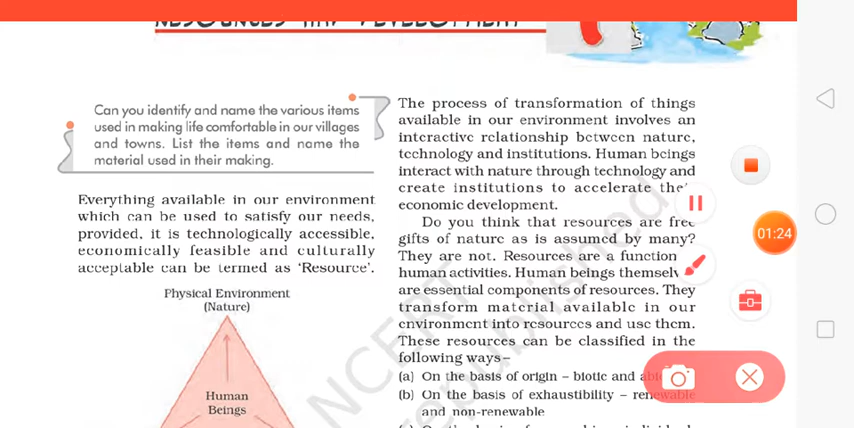 RESOURCES AND DEVELOPMENT
Can you identify and name the various items
used in making life comfortable in our villages
and towns. List the items and name the
material used in their making.
Everything available in our environment
which can be used to satisfy our needs,
provided, it is technologically accessible,
economically feasible and culturally
acceptable can be termed as ‘Resource’.
Physical Environment
(Nature)
Human
Beings
The process of transformation of things
available in our environment involves an
interactive relationship between nature,
technology and institutions. Human beings
interact with nature through technology and
create institutions to accelerate
economic development.
Do you think that resources are free
gifts of nature as is assumed by many?
They are not. Resources are a function
human activities. Human beings
are essential components of resources. They
transform material available in our
environment into resources and use them.
These resources can be classified in the
following ways –
(a) On the basis of origin – biotic and
(b) On the basis of exhaustibility – renewable
and non-renewable
01:24
NCERT
republished